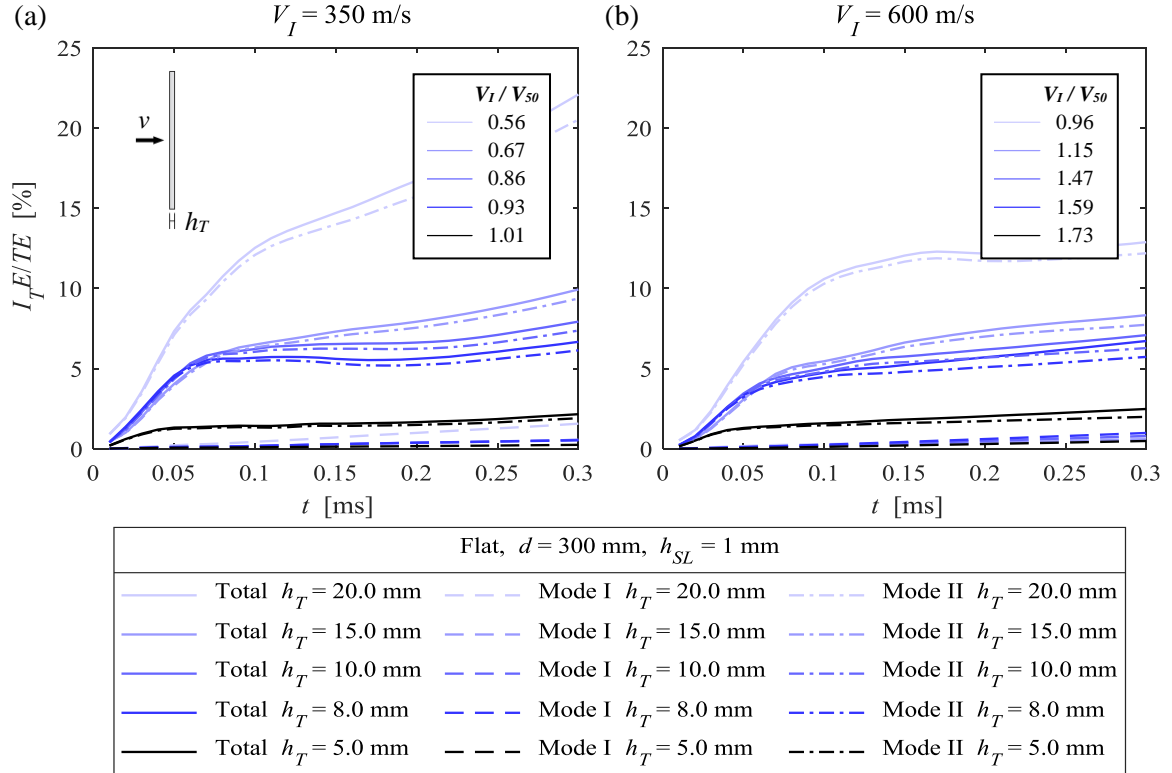 (a) V_I = 350 m/s
(b) V_I = 600 m/s
I_T E/TE [%]
25
20
15
10
5
0
0 0.05 0.1 0.15 0.2 0.25 0.3
t [ms]
v
h_T
V_I / V_50
0.56
0.67
0.86
0.93
1.01
25
20
15
10
5
0
0 0.05 0.1 0.15 0.2 0.25 0.3
t [ms]
V_I / V_50
0.96
1.15
1.47
1.59
1.73
Flat, d = 300 mm, h_SL = 1 mm
Total h_T = 20.0 mm Mode I h_T = 20.0 mm Mode II h_T = 20.0 mm
Total h_T = 15.0 mm Mode I h_T = 15.0 mm Mode II h_T = 15.0 mm
Total h_T = 10.0 mm Mode I h_T = 10.0 mm Mode II h_T = 10.0 mm
Total h_T = 8.0 mm Mode I h_T = 8.0 mm Mode II h_T = 8.0 mm
Total h_T = 5.0 mm Mode I h_T = 5.0 mm Mode II h_T = 5.0 mm